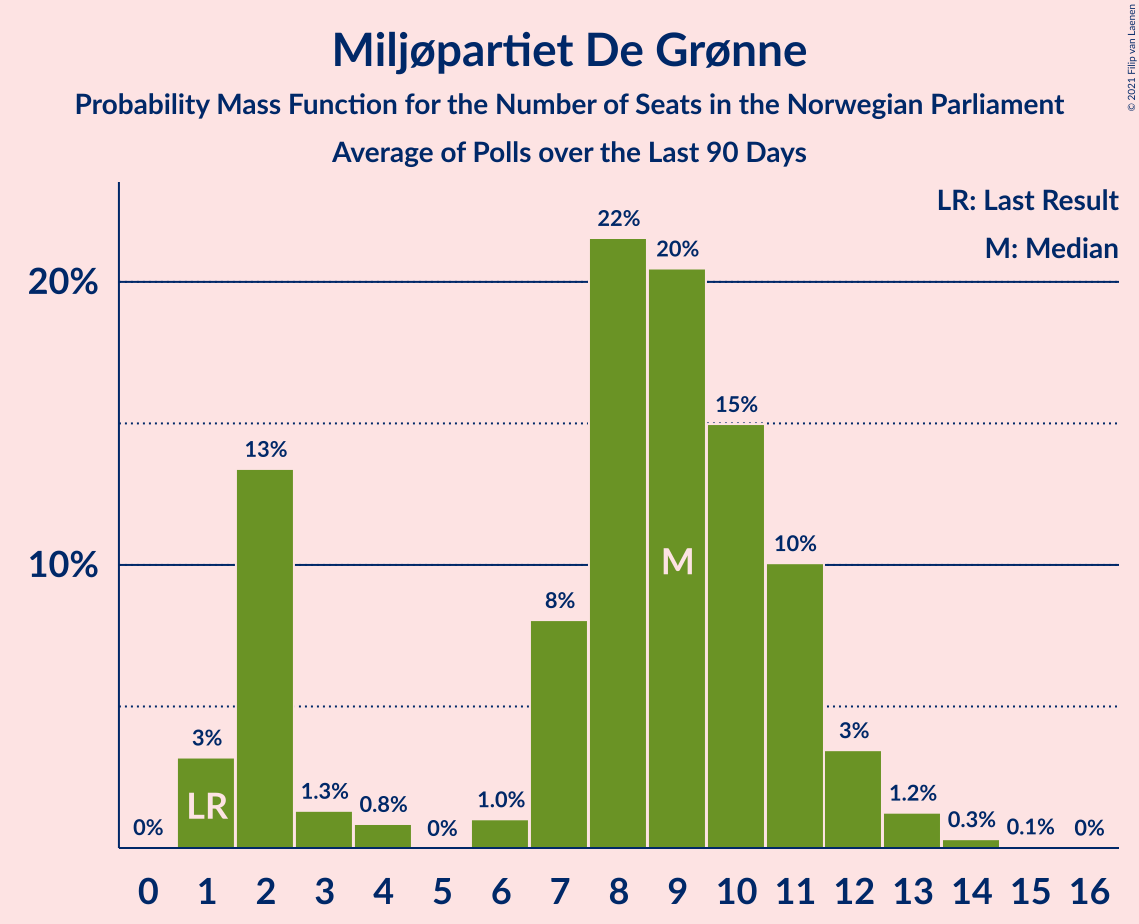 Miljøpartiet De Grønne
Probability Mass Function for the Number of Seats in the Norwegian Parliament
Average of Polls over the Last 90 Days
© 2021 Filip van Laenen
LR: Last Result
M: Median
20%
10%
0%
3%
13%
1.3%
0.8%
0%
1.0%
8%
22%
20%
15%
10%
3%
1.2%
0.3%
0.1%
0%
LR
M
0 1 2 3 4 5 6 7 8 9 10 11 12 13 14 15 16